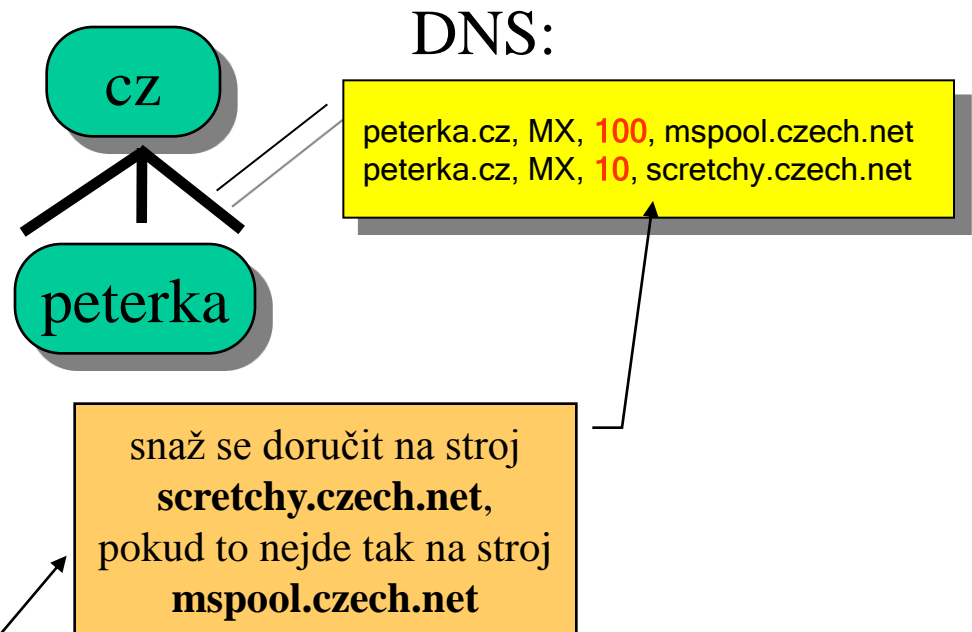 DNS:
cz
peterka.cz, MX, 100, mspool.czech.net
peterka.cz, MX, 10, scretchy.czech.net
peterka
snaž se doručit na stroj
scretchy.czech.net,
pokud to nejde tak na stroj
mspool.czech.net